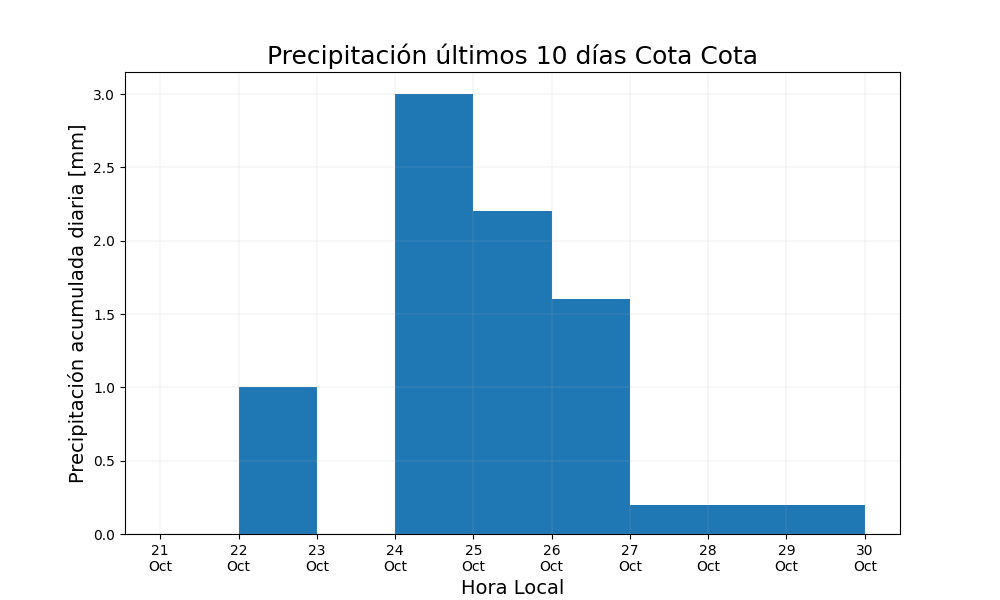 Precipitación últimos 10 días Cota Cota
Precipitación acumulada diaria [mm]
3.0
2.5
2.0
1.5
1.0
0.5
0.0
21 22 23 24 25 26 27 28 29 30
Oct Oct Oct Oct Oct Oct Oct Oct Oct Oct
Hora Local